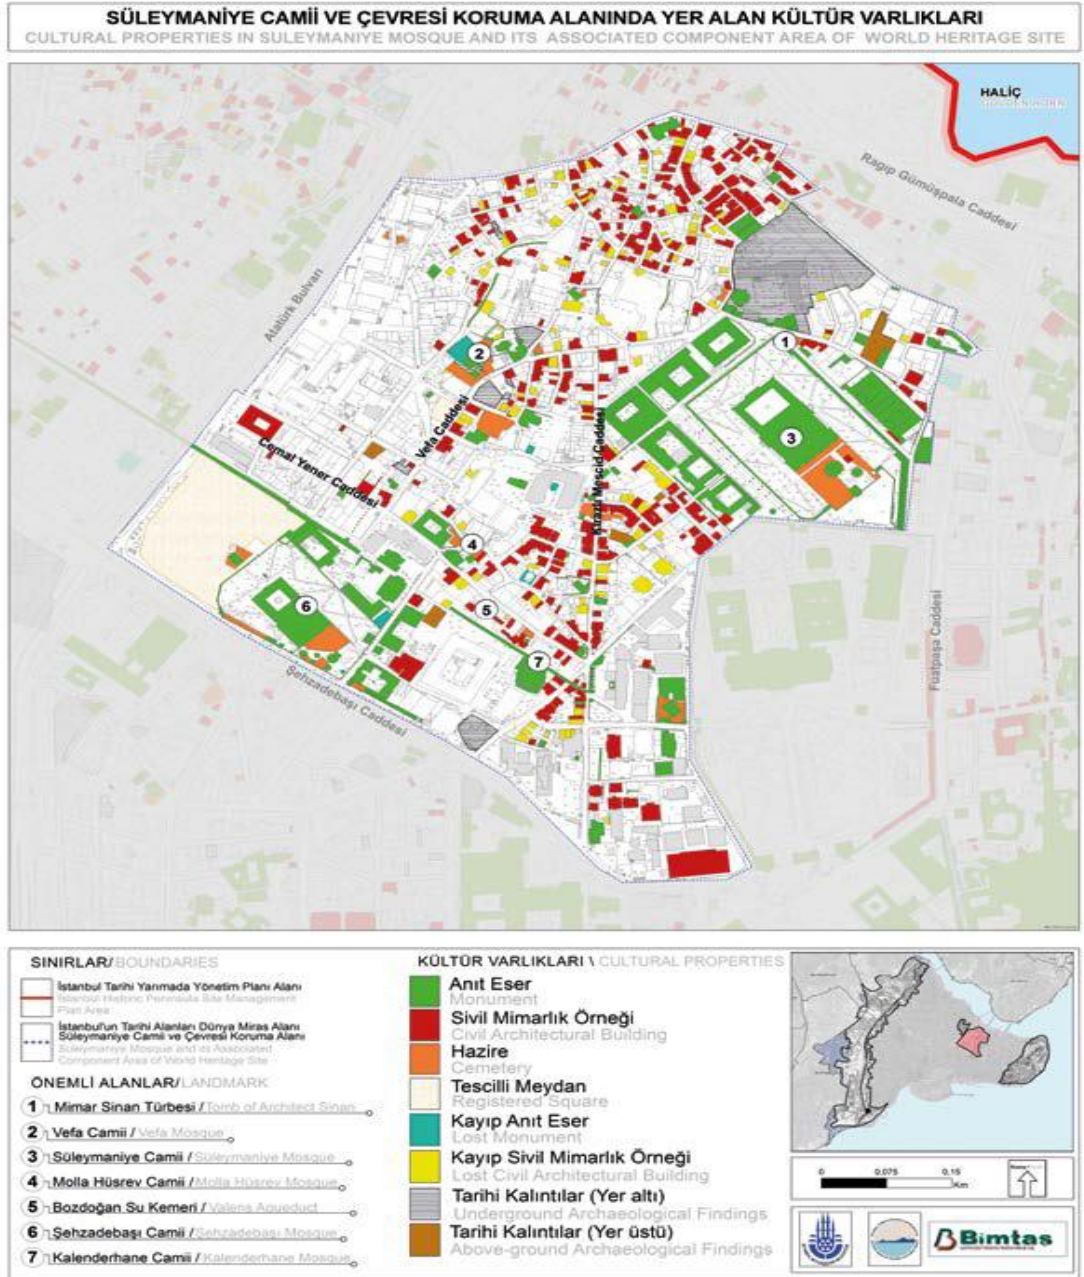 SÜLEYMANİYE CAMİİ VE ÇEVRESİ KORUMA ALANINDA YER ALAN KÜLTÜR VARLIKLARI
CULTURAL PROPERTIES IN SULEYMANIYE MOSQUE AND ITS ASSOCIATED COMPONENT AREA OF WORLD HERITAGE SITE
HALİÇ
GOLDEN HORN
Ragıp Gümüşpala Caddesi
Atatürk Bulvarı
1
2
Vefa Caddesi
Kirazlı Mescid Caddesi
3
Cemal Yener Caddesi
4
5
6
7
Fuatpaşa Caddesi
Şehzadebaşı Caddesi
SINIRLAR/BOUNDARIES
İstanbul Tarihi Yarımada Yönetim Planı Alanı
Istanbul Historic Peninsula Site Management
Plan Area
İstanbul'un Tarihi Alanları Dünya Miras Alanı
Süleymaniye Camii ve Çevresi Koruma Alanı
Süleymaniye Mosque and its Associated
Component Area of World Heritage Site
ÖNEMLİ ALANLAR/LANDMARK
1 Mimar Sinan Türbesi / Tomb of Architect Sinan
2 Vefa Camii / Vefa Mosque
3 Süleymaniye Camii / Süleymaniye Mosque
4 Molla Hüsrev Camii / Molla Hüsrev Mosque
5 Bozdoğan Su Kemeri / Valens Aqueduct
6 Şehzadebaşı Camii / Şehzadebaşı Mosque
7 Kalenderhane Camii / Kalenderhane Mosque
KÜLTÜR VARLIKLARI \ CULTURAL PROPERTIES
Anıt Eser
Monument
Sivil Mimarlık Örneği
Civil Architectural Building
Hazire
Cemetery
Tescilli Meydan
Registered Square
Kayıp Anıt Eser
Lost Monument
Kayıp Sivil Mimarlık Örneği
Lost Civil Architectural Building
Tarihi Kalıntılar (Yer altı)
Underground Archaeological Findings
Tarihi Kalıntılar (Yer üstü)
Above-ground Archaeological Findings
0 0,075 0,15
Km
Bimtas